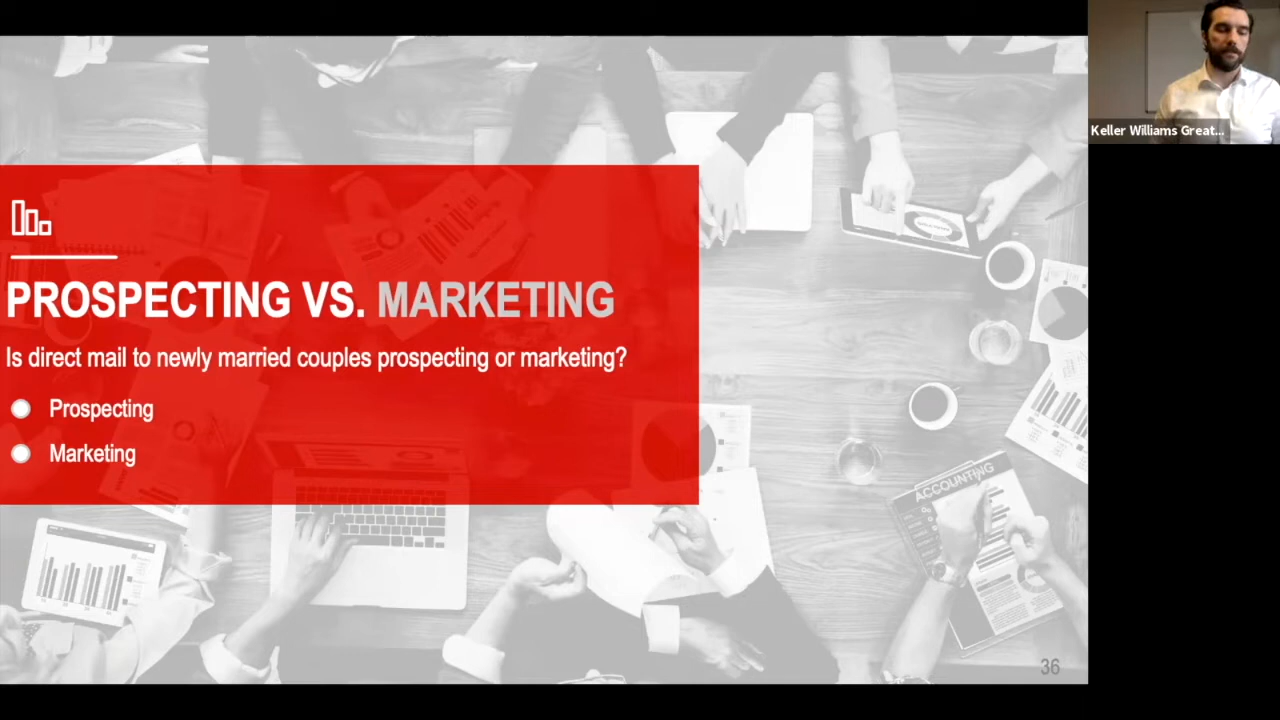 PROSPECTING VS. MARKETING
Is direct mail to newly married couples prospecting or marketing?
Prospecting
Marketing
ACCOUNTING
36
Keller Williams Great...